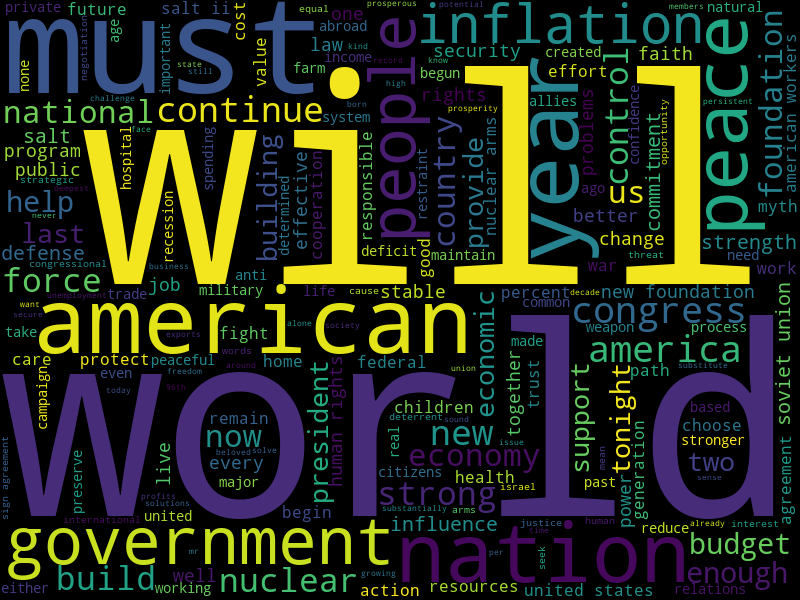 private
future
salt ii
cost
one
abroad
equal
prosperous
potential
members
natural
must
inflation
people
peace
age
important
negotiation
none
value
law
kind
income
state
record
farm
still
high
security
know
created
faith
begun
effort
year
control
foundation
american workers
national
continue
system
rights
allies
challenge
born
prosperity
problems
confidence
opportunity
persistent
salt
program
public
hospital
face
spending
will
responsible
restraint
country
nuclear arms
ago
us
commitment
strategic
deepest
help
never
last
recession
building
determined
effective
cooperation
provide
better
myth
change
strength
defense
congressional
deficit
good
maintain
war
threat
need
work
force
business
anti
job
military
life
cause
stable
percent
decade
new foundation
want
unemployment
trade
secure
common
congress
american
economic
weapon
process
soviet union
take
exports
fight
alone
society
made
america
care
protect
peaceful
words
home
federal
union
path
substitute
campaign
even
freedom
around
96th
president
human rights
together
trust
support
tonight
today
world
children
deterrent
sound
based
remain
now
real
new
issue
choose
stronger
live
beloved
solve
every
citizens
economy
mean
two
sense
preserve
major
health
israel
past
power
generation
agreement
sign agreement
profits
solutions
strong
international
united
begin
substantially
arms
influence
justice
human
reduce
already
interest
government
nation
time
budget
mr
per
seek
either
build
well
working
nuclear
growing
action
resources
united states
relations
enough